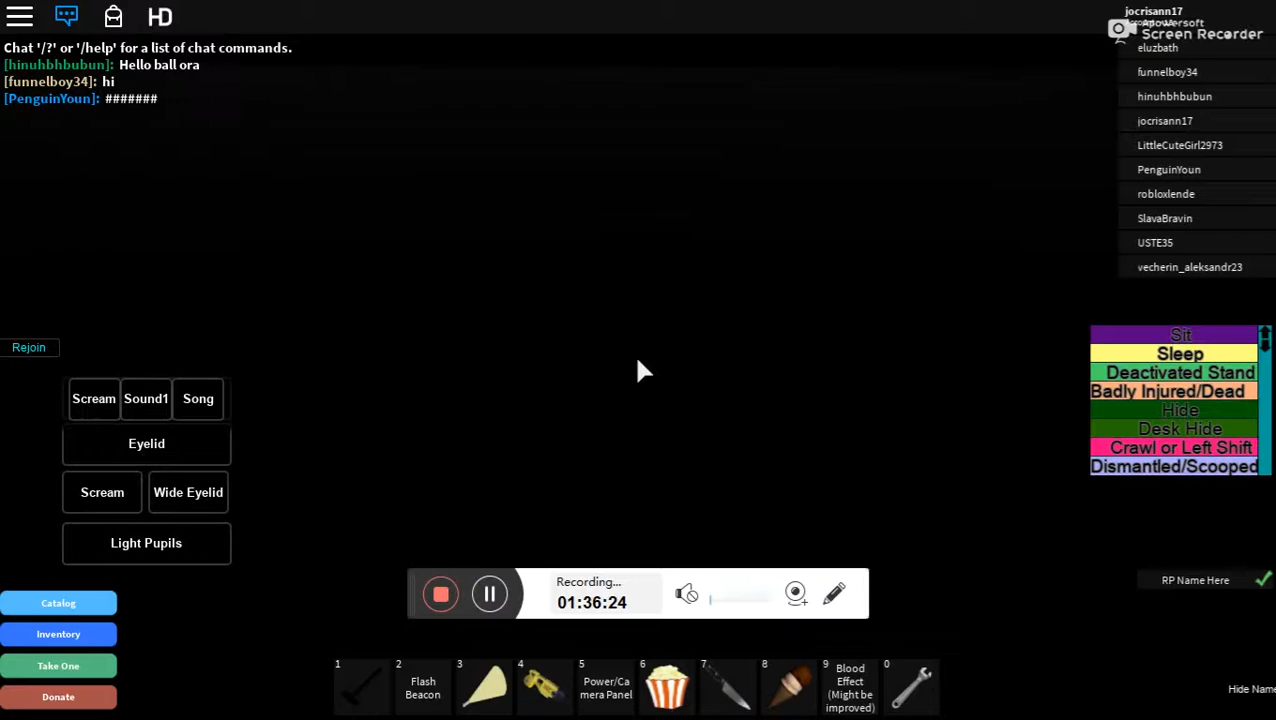 HD
jocrisann17
Apowersoft
Screen Recorder
Chat '/?' or '/help' for a list of chat commands.
[hinuhbhbubun]: Hello ball ora
[funnelboy34]: hi
[PenguinYoun]: #######
eluzbath
funnelboy34
hinuhbhbubun
jocrisann17
LittleCuteGirl2973
PenguinYoun
robloxlende
SlavaBravin
USTE35
vecherin_aleksandr23
Rejoin
Scream Sound1 Song
Eyelid
Scream Wide Eyelid
Light Pupils
Sit
Sleep
Deactivated Stand
Badly Injured/Dead
Hide
Desk Hide
Crawl or Left Shift
Dismantled/Scooped
RP Name Here
Recording...
01:36:24
Catalog
Inventory
Take One
Donate
1
2
Flash
Beacon
3
4
5
Power/Ca
mera Panel
6
7
8
9
Blood
Effect
(Might be
improved)
0
Hide Name